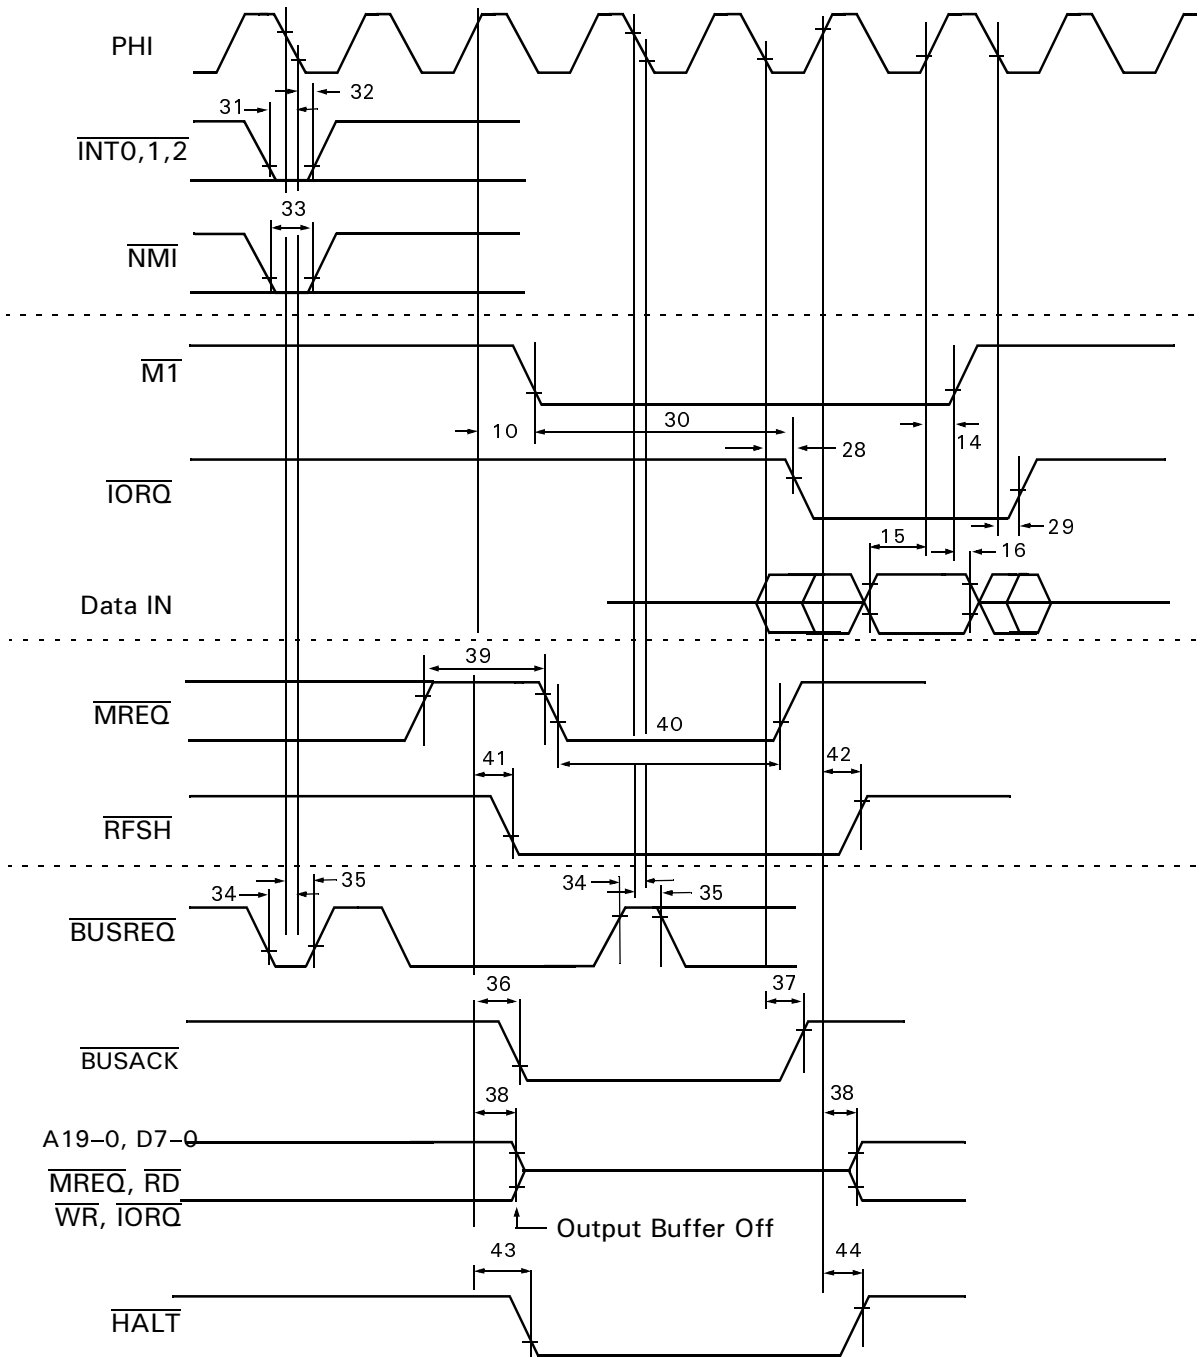 PHI
32
31
INT0,1,2
33
NMI
M1
30
10
14
28
IORQ
29
15
16
Data IN
39
MREQ
40
41
42
RFSH
34
35
34
35
BUSREQ
36
37
BUSACK
38
38
A19–0, D7–0
MREQ, RD
WR, IORQ
Output Buffer Off
43
44
HALT